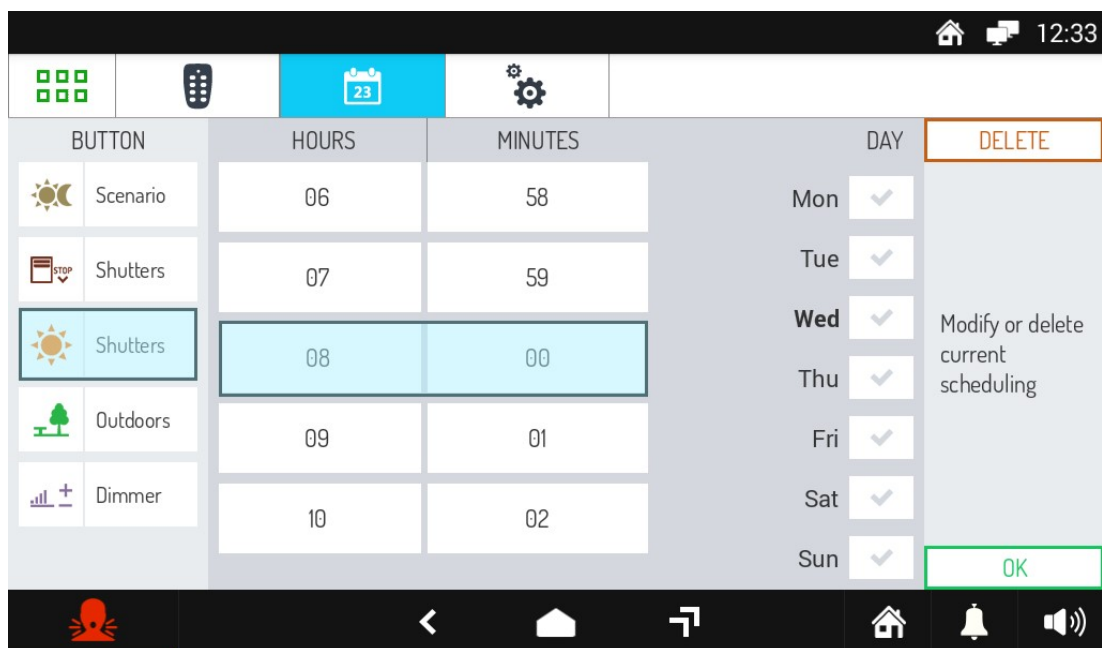 12:33
23
BUTTON
HOURS
MINUTES
DAY
DELETE
Scenario
06
58
Mon
STOP
Shutters
07
59
Tue
Shutters
08
00
Wed
Modify or delete
current
scheduling
Thu
Outdoors
09
01
Fri
Dimmer
10
02
Sat
Sun
OK